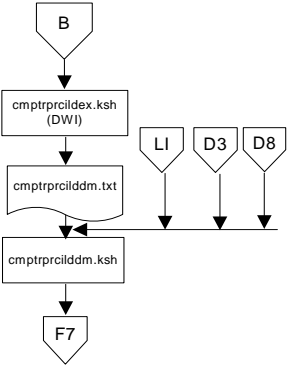 B
cmptrprcildex.ksh
(DWI)
LI
D3
D8
cmptrprcilddm.txt
cmptrprcilddm.ksh
F7